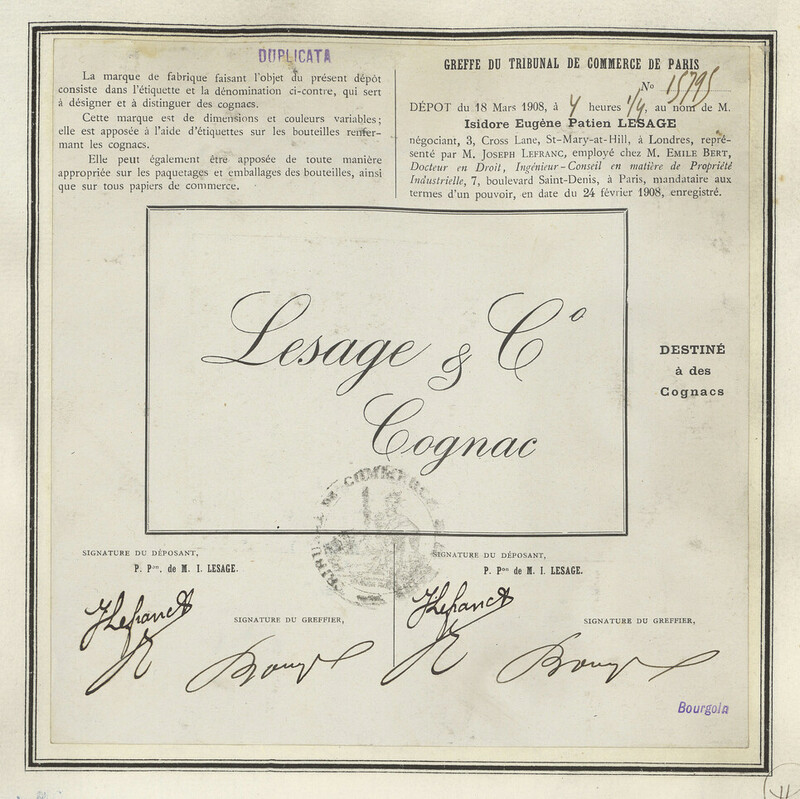 DUPLICATA
La marque de fabrique faisant l'objet du présent dépôt
consiste dans l'étiquette et la dénomination ci-contre, qui sert
à désigner et à distinguer des cognacs.
Cette marque est de dimensions et couleurs variables;
elle est apposée à l'aide d'étiquettes sur les bouteilles renfer-
mant les cognacs.
Elle peut également être apposée de toute manière
appropriée sur les paquetages et emballages des bouteilles, ainsi
que sur tous papiers de commerce.
GREFFE DU TRIBUNAL DE COMMERCE DE PARIS
No 15795
DÉPOT du 18 Mars 1908, à 4 heures 1/4, au nom de M.
Isidore Eugène Patien LESAGE
négociant, 3, Cross Lane, St-Mary-at-Hill, à Londres, repré-
senté par M. JOSEPH LEFRANC, employé chez M. EMILE BERT,
Docteur en Droit, Ingénieur-Conseil en matière de Propriété
Industrielle, 7, boulevard Saint-Denis, à Paris, mandataire aux
termes d'un pouvoir, en date du 24 février 1908, enregistré.
Lesage & Co
Cognac
DESTINÉ
à des
Cognacs
SIGNATURE DU DÉPOSANT,
P. Pon. de M. I. LESAGE.
JLefranc
SIGNATURE DU GREFFIER,
SIGNATURE DU DÉPOSANT,
P. Pon de M. I. LESAGE.
JLefranc
SIGNATURE DU GREFFIER,
Bourgoin